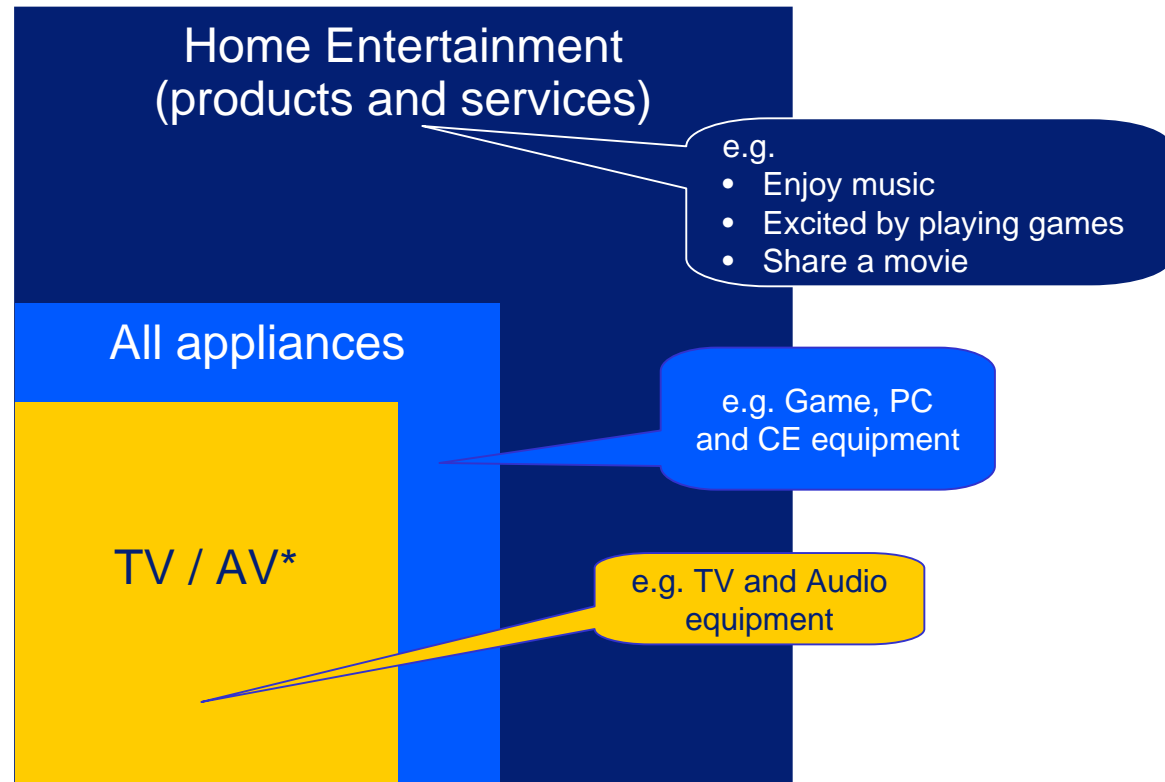 Home Entertainment
(products and services)
e.g.
• Enjoy music
• Excited by playing games
• Share a movie
All appliances
e.g. Game, PC
and CE equipment
TV / AV*
e.g. TV and Audio
equipment